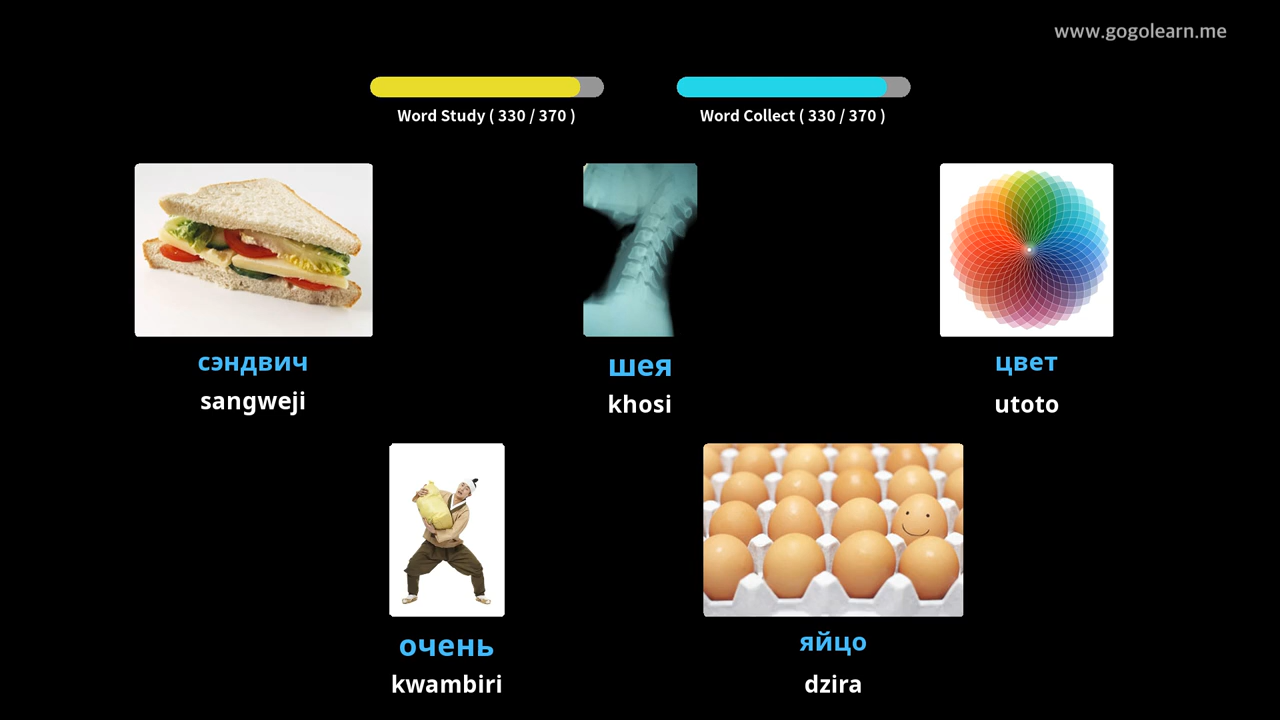 www.gogolearn.me
Word Study ( 330 / 370 )
Word Collect ( 330 / 370 )
сэндвич
sangweji
шея
khosi
цвет
utoto
очень
kwambiri
яйцо
dzira